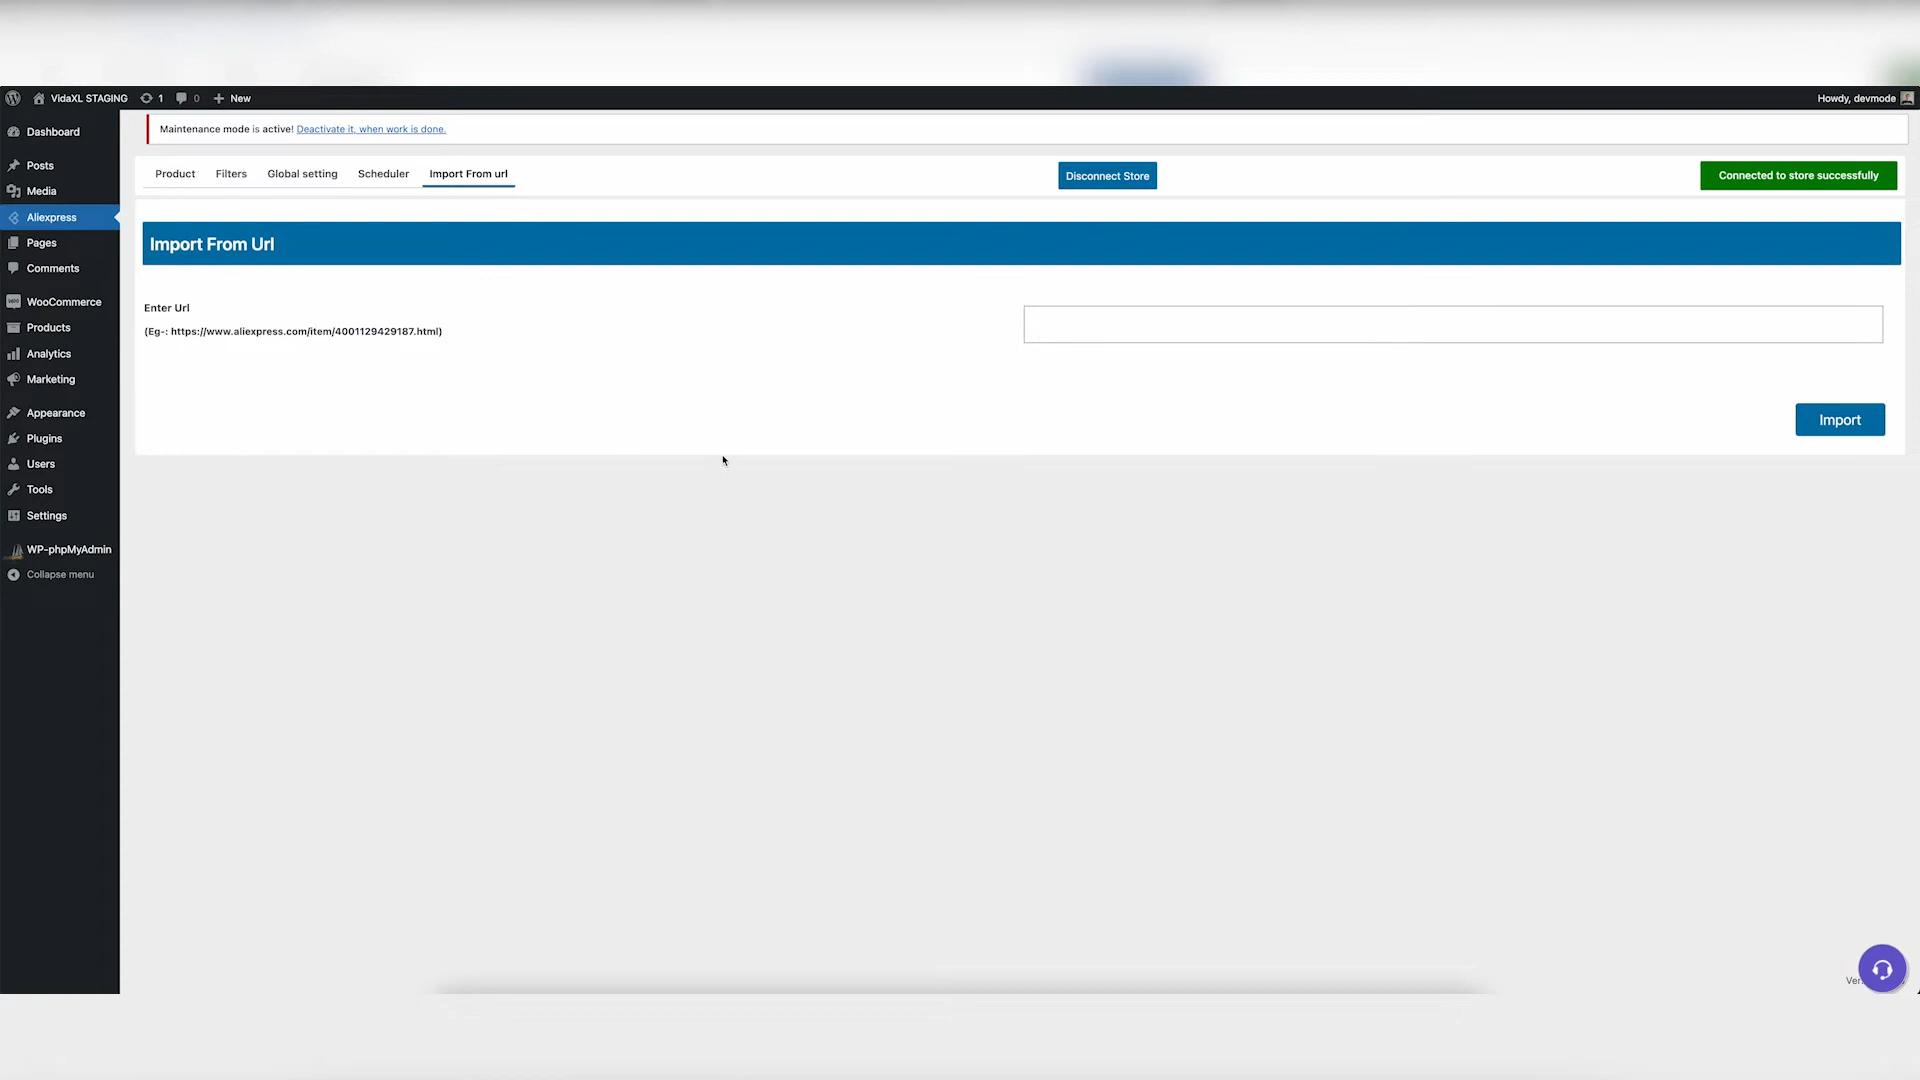 VidaXL STAGING 1 0 New Howdy, devmode
Dashboard
Posts
Media
Aliexpress
Pages
Comments
WooCommerce
Products
Analytics
Marketing
Appearance
Plugins
Users
Tools
Settings
WP-phpMyAdmin
Collapse menu
Maintenance mode is active! Deactivate it, when work is done.
Product Filters Global setting Scheduler Import From url Disconnect Store Connected to store successfully
Import From Url
Enter Url
(Eg-: https://www.aliexpress.com/item/4001129429187.html)
Import